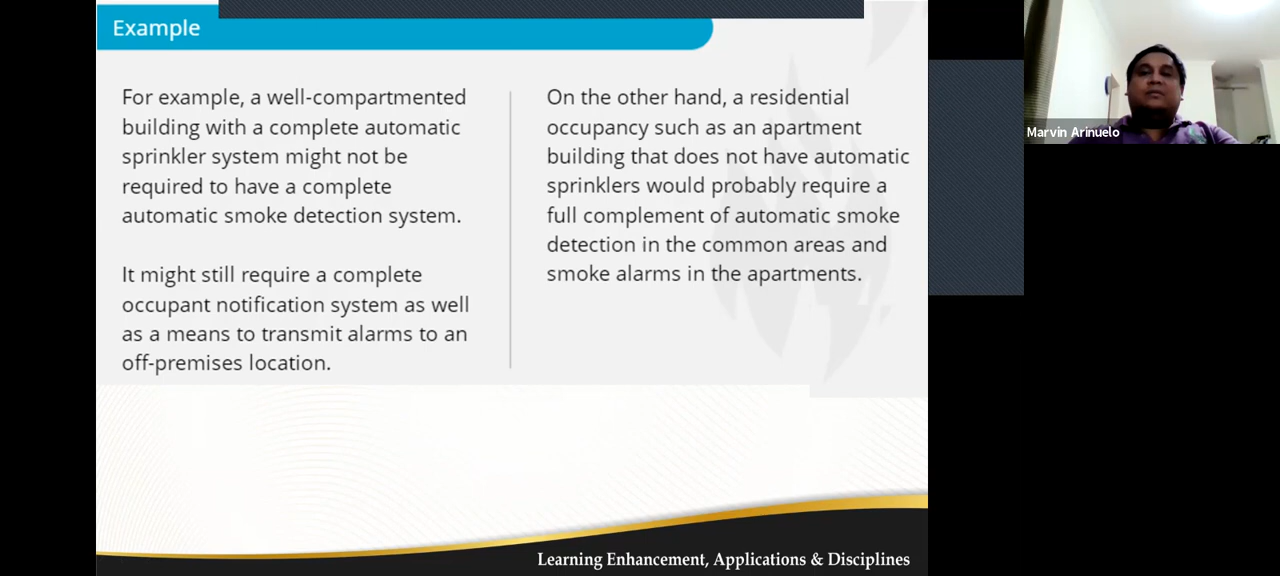 Example
For example, a well-compartmented
building with a complete automatic
sprinkler system might not be
required to have a complete
automatic smoke detection system.
It might still require a complete
occupant notification system as well
as a means to transmit alarms to an
off-premises location.
On the other hand, a residential
occupancy such as an apartment
building that does not have automatic
sprinklers would probably require a
full complement of automatic smoke
detection in the common areas and
smoke alarms in the apartments.
Marvin Arinuelo
Learning Enhancement, Applications & Disciplines